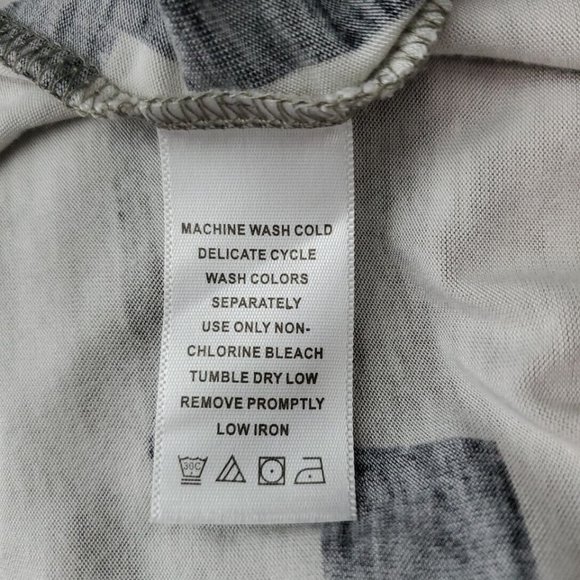 MACHINE WASH COLD
DELICATE CYCLE
WASH COLORS
SEPARATELY
USE ONLY NON-
CHLORINE BLEACH
TUMBLE DRY LOW
REMOVE PROMPTLY
LOW IRON
30C